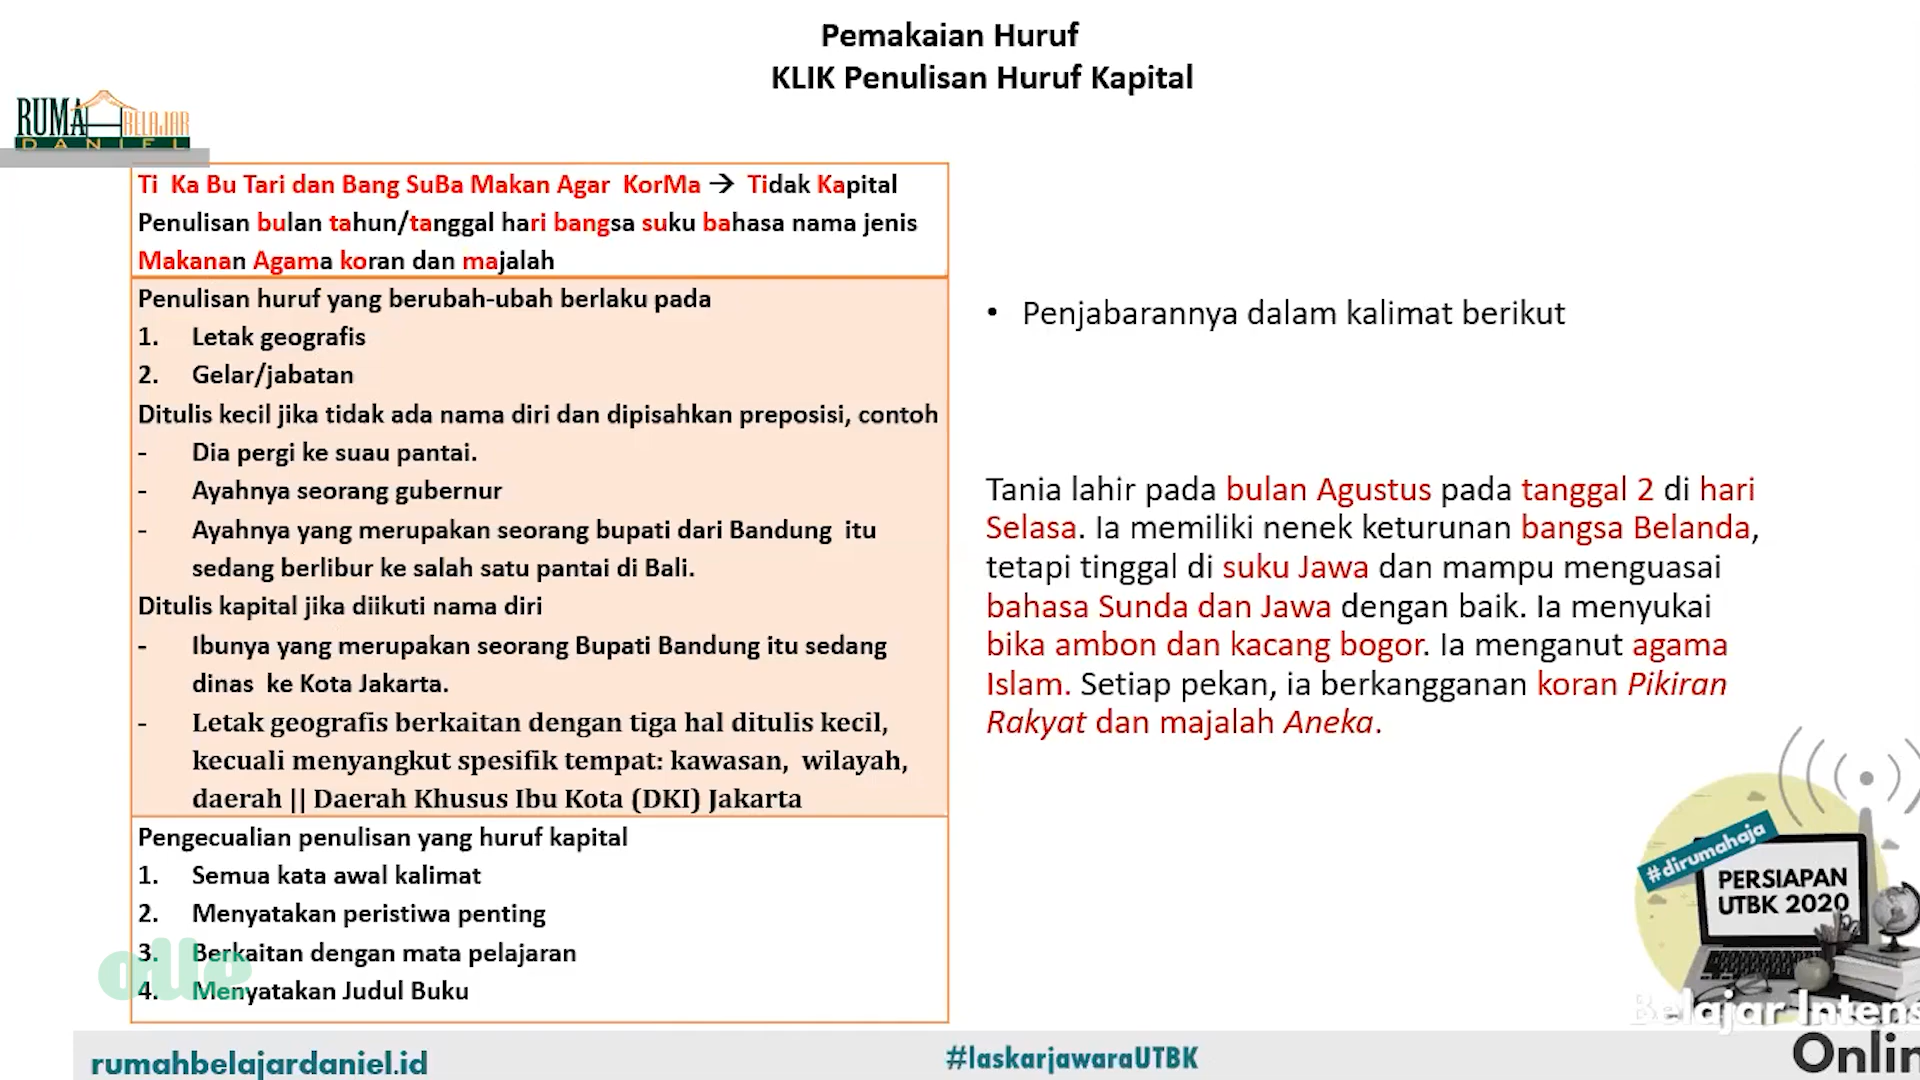 Pemakaian Huruf
KLIK Penulisan Huruf Kapital
RUMA BELAJAR
DANIEL
Ti Ka Bu Tari dan Bang SuBa Makan Agar KorMa → Tidak Kapital
Penulisan bulan tahun/tanggal hari bangsa suku bahasa nama jenis
Makanan Agama koran dan majalah
Penulisan huruf yang berubah-ubah berlaku pada
1. Letak geografis
2. Gelar/jabatan
Ditulis kecil jika tidak ada nama diri dan dipisahkan preposisi, contoh
- Dia pergi ke suau pantai.
- Ayahnya seorang gubernur
- Ayahnya yang merupakan seorang bupati dari Bandung itu
sedang berlibur ke salah satu pantai di Bali.
Ditulis kapital jika diikuti nama diri
- Ibunya yang merupakan seorang Bupati Bandung itu sedang
dinas ke Kota Jakarta.
- Letak geografis berkaitan dengan tiga hal ditulis kecil,
kecuali menyangkut spesifik tempat: kawasan, wilayah,
daerah || Daerah Khusus Ibu Kota (DKI) Jakarta
Pengecualian penulisan yang huruf kapital
1. Semua kata awal kalimat
2. Menyatakan peristiwa penting
3. Berkaitan dengan mata pelajaran
4. Menyatakan Judul Buku
• Penjabarannya dalam kalimat berikut
Tania lahir pada bulan Agustus pada tanggal 2 di hari
Selasa. Ia memiliki nenek keturunan bangsa Belanda,
tetapi tinggal di suku Jawa dan mampu menguasai
bahasa Sunda dan Jawa dengan baik. Ia menyukai
bika ambon dan kacang bogor. Ia menganut agama
Islam. Setiap pekan, ia berkangganan koran Pikiran
Rakyat dan majalah Aneka.
#dirumahaja
PERSIAPAN
UTBK 2020
Belajar Intens
Onlin
olle
rumahbelajardaniel.id
#laskarjawaraUTBK